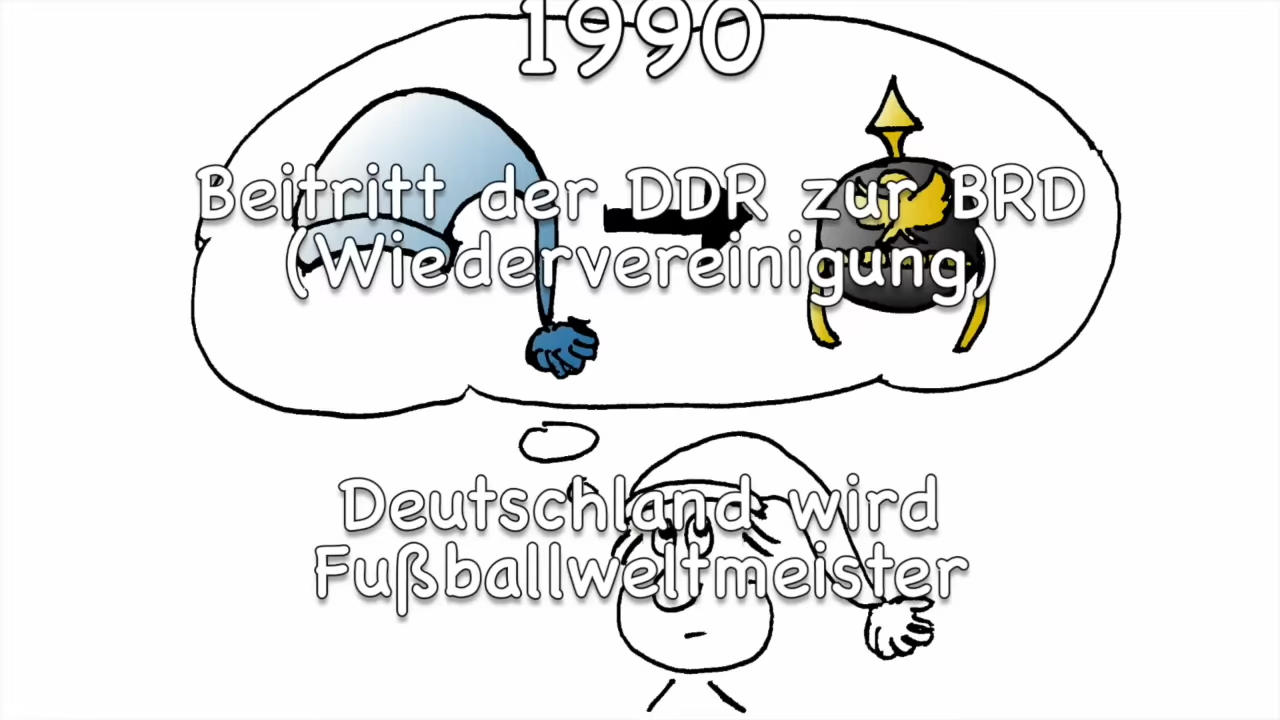 1990
Beitritt der DDR zur BRD
(Wiedervereinigung)
Deutschland wird
Fußballweltmeister